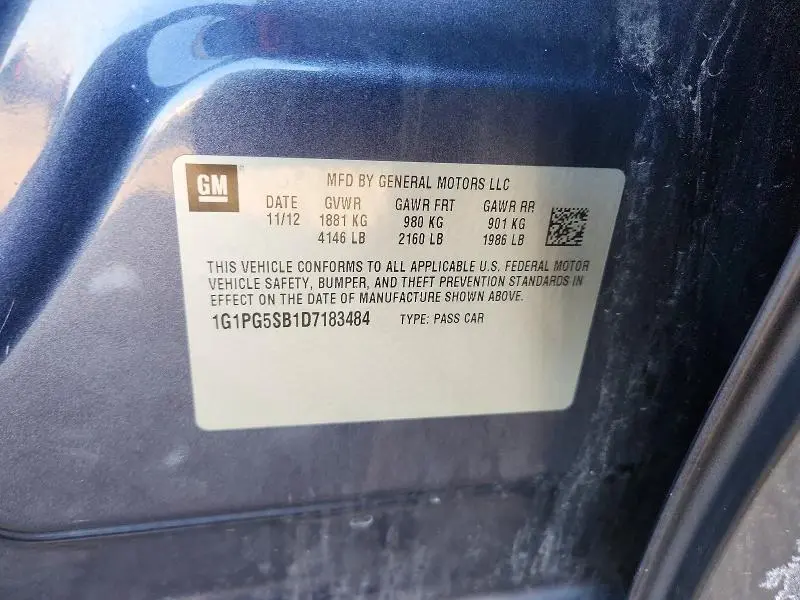 GM MFD BY GENERAL MOTORS LLC
DATE GVWR GAWR FRT GAWR RR
11/12 1881 KG 980 KG 901 KG
4146 LB 2160 LB 1986 LB
THIS VEHICLE CONFORMS TO ALL APPLICABLE U.S. FEDERAL MOTOR
VEHICLE SAFETY, BUMPER, AND THEFT PREVENTION STANDARDS IN
EFFECT ON THE DATE OF MANUFACTURE SHOWN ABOVE.
1G1PG5SB1D7183484 TYPE: PASS CAR